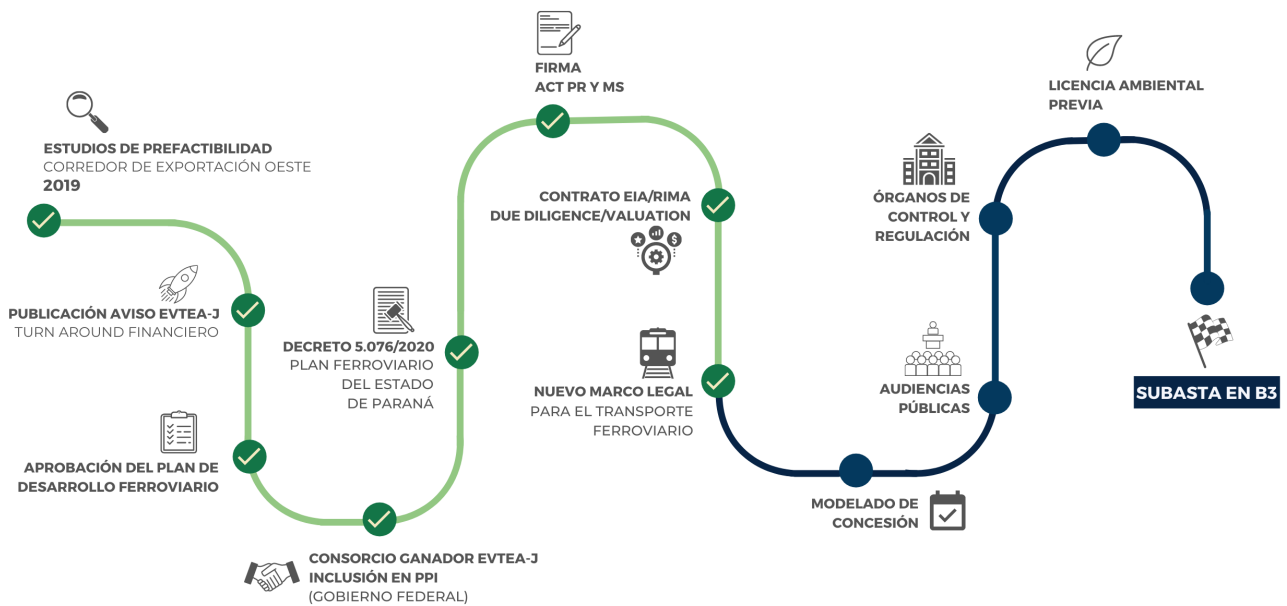 ESTUDIOS DE PREFACTIBILIDAD
CORREDOR DE EXPORTACIÓN OESTE
2019
PUBLICACIÓN AVISO EVTEA-J
TURN AROUND FINANCIERO
APROBACIÓN DEL PLAN DE
DESARROLLO FERROVIARIO
CONSORCIO GANADOR EVTEA-J
INCLUSIÓN EN PPI
(GOBIERNO FEDERAL)
DECRETO 5.076/2020
PLAN FERROVIARIO
DEL ESTADO
DE PARANÁ
FIRMA
ACT PR Y MS
CONTRATO EIA/RIMA
DUE DILIGENCE/VALUATION
NUEVO MARCO LEGAL
PARA EL TRANSPORTE
FERROVIARIO
MODELADO DE
CONCESIÓN
AUDIENCIAS
PÚBLICAS
ÓRGANOS DE
CONTROL Y
REGULACIÓN
LICENCIA AMBIENTAL
PREVIA
SUBASTA EN B3